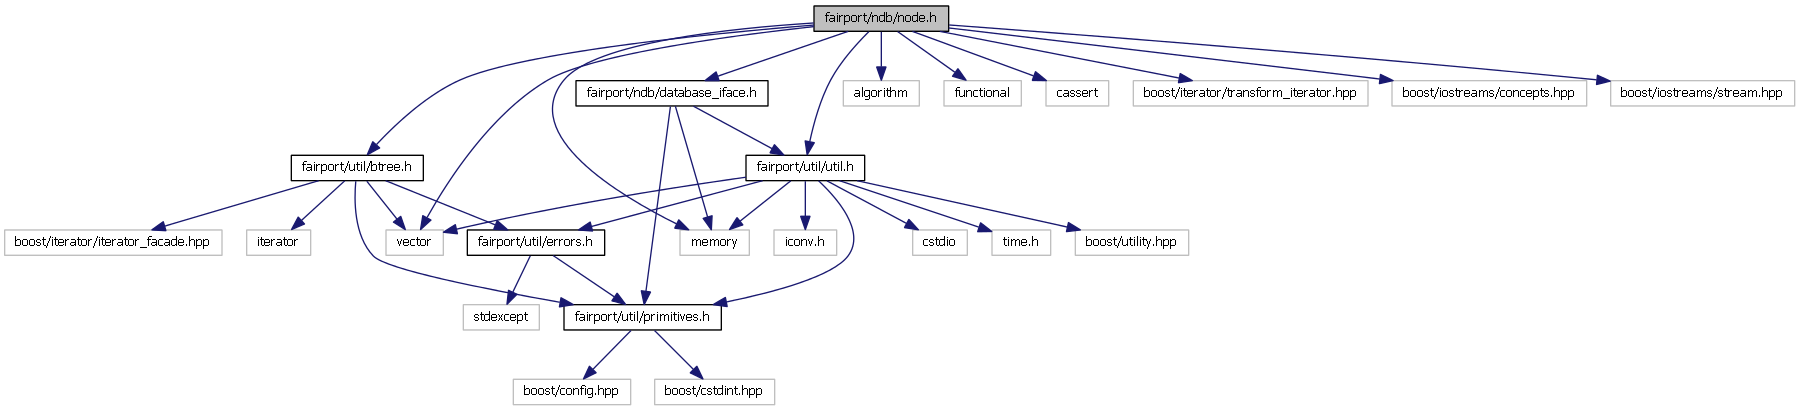 fairport/ndb/node.h
fairport/ndb/database_iface.h
algorithm
functional
cassert
boost/iterator/transform_iterator.hpp
boost/iostreams/concepts.hpp
boost/iostreams/stream.hpp
fairport/util/btree.h
fairport/util/util.h
boost/iterator/iterator_facade.hpp
iterator
vector
fairport/util/errors.h
memory
iconv.h
cstdio
time.h
boost/utility.hpp
stdexcept
fairport/util/primitives.h
boost/config.hpp
boost/cstdint.hpp